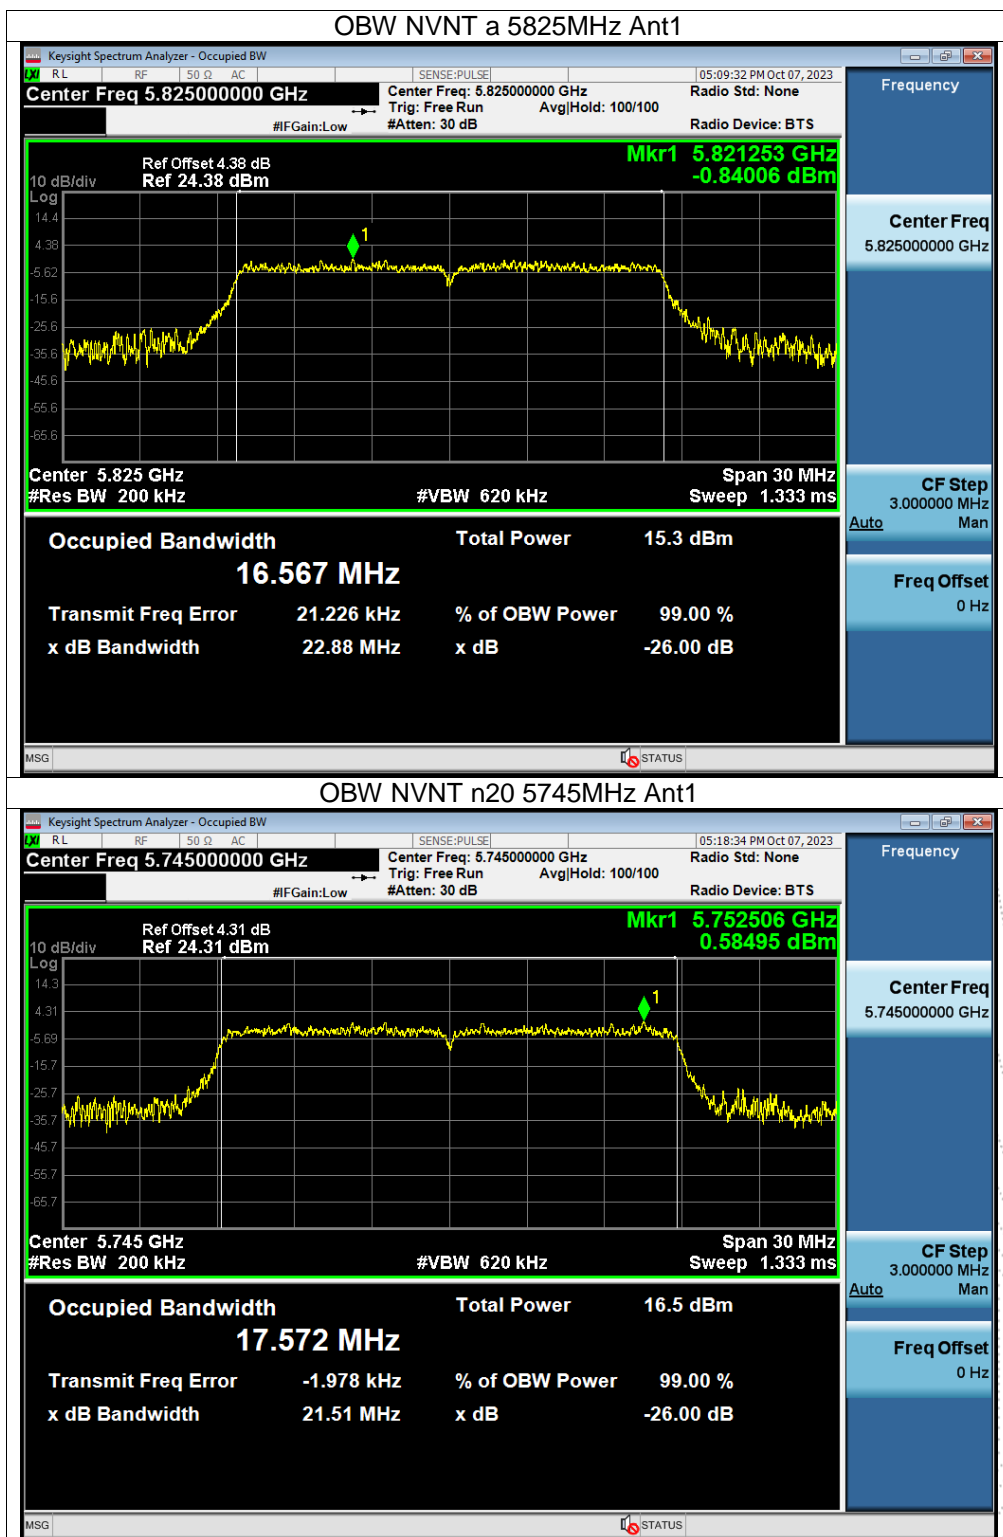 OBW NVNT a 5825MHz Ant1
Keysight Spectrum Analyzer - Occupied BW
LXI RL RF 50 Ω AC SENSE:PULSE 05:09:32 PM Oct 07, 2023
Center Freq 5.825000000 GHz
Center Freq: 5.825000000 GHz Radio Std: None
Trig: Free Run Avg|Hold: 100/100
#IFGain:Low #Atten: 30 dB Radio Device: BTS
Frequency
Mkr1 5.821253 GHz
-0.84006 dBm
Ref Offset 4.38 dB
10 dB/div Ref 24.38 dBm
Log
14.4
4.38
-5.62
-15.6
-25.6
-35.6
-45.6
-55.6
-65.6
1
Center 5.825 GHz Span 30 MHz
#Res BW 200 kHz #VBW 620 kHz Sweep 1.333 ms
Center Freq
5.825000000 GHz
CF Step
3.000000 MHz
Auto Man
Freq Offset
0 Hz
Occupied Bandwidth Total Power 15.3 dBm
16.567 MHz
Transmit Freq Error 21.226 kHz % of OBW Power 99.00 %
x dB Bandwidth 22.88 MHz x dB -26.00 dB
MSG STATUS
OBW NVNT n20 5745MHz Ant1
Keysight Spectrum Analyzer - Occupied BW
LXI RL RF 50 Ω AC SENSE:PULSE 05:18:34 PM Oct 07, 2023
Center Freq 5.745000000 GHz
Center Freq: 5.745000000 GHz Radio Std: None
Trig: Free Run Avg|Hold: 100/100
#IFGain:Low #Atten: 30 dB Radio Device: BTS
Frequency
Mkr1 5.752506 GHz
0.58495 dBm
Ref Offset 4.31 dB
10 dB/div Ref 24.31 dBm
Log
14.3
4.31
-5.69
-15.7
-25.7
-35.7
-45.7
-55.7
-65.7
1
Center 5.745 GHz Span 30 MHz
#Res BW 200 kHz #VBW 620 kHz Sweep 1.333 ms
Center Freq
5.745000000 GHz
CF Step
3.000000 MHz
Auto Man
Freq Offset
0 Hz
Occupied Bandwidth Total Power 16.5 dBm
17.572 MHz
Transmit Freq Error -1.978 kHz % of OBW Power 99.00 %
x dB Bandwidth 21.51 MHz x dB -26.00 dB
MSG STATUS